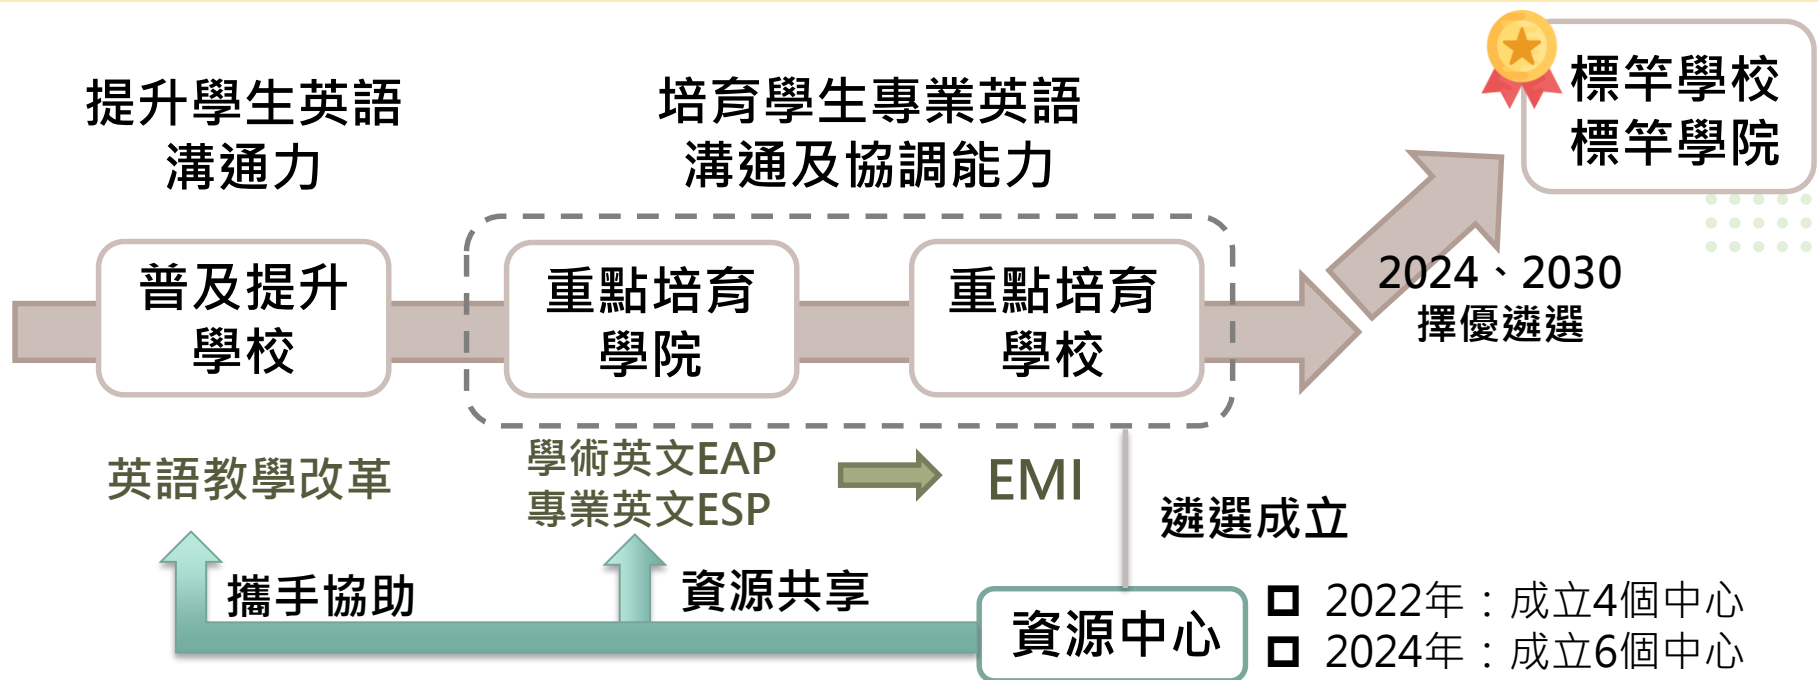 提升學生英語
溝通力
培育學生專業英語
溝通及協調能力
標竿學校
標竿學院
普及提升
學校
重點培育
學院
重點培育
學校
2024、2030
擇優遴選
英語教學改革
學術英文EAP
專業英文ESP
EMI
遴選成立
攜手協助
資源共享
資源中心
2022年：成立4個中心
2024年：成立6個中心